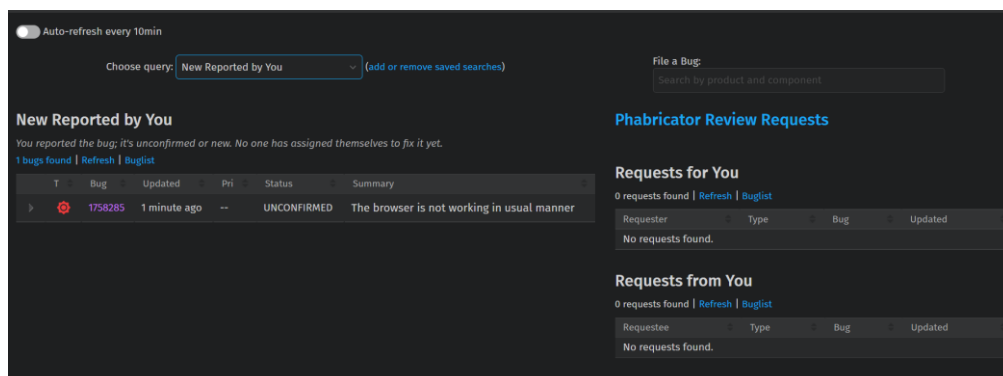 Auto-refresh every 10min
Choose query: New Reported by You (add or remove saved searches)
New Reported by You
You reported the bug; it's unconfirmed or new. No one has assigned themselves to fix it yet.
1 bugs found | Refresh | Buglist
T Bug Updated Pri Status Summary
1758285 1 minute ago -- UNCONFIRMED The browser is not working in usual manner
File a Bug:
Search by product and component
Phabricator Review Requests
Requests for You
0 requests found | Refresh | Buglist
Requester Type Bug Updated
No requests found.
Requests from You
0 requests found | Refresh | Buglist
Requestee Type Bug Updated
No requests found.